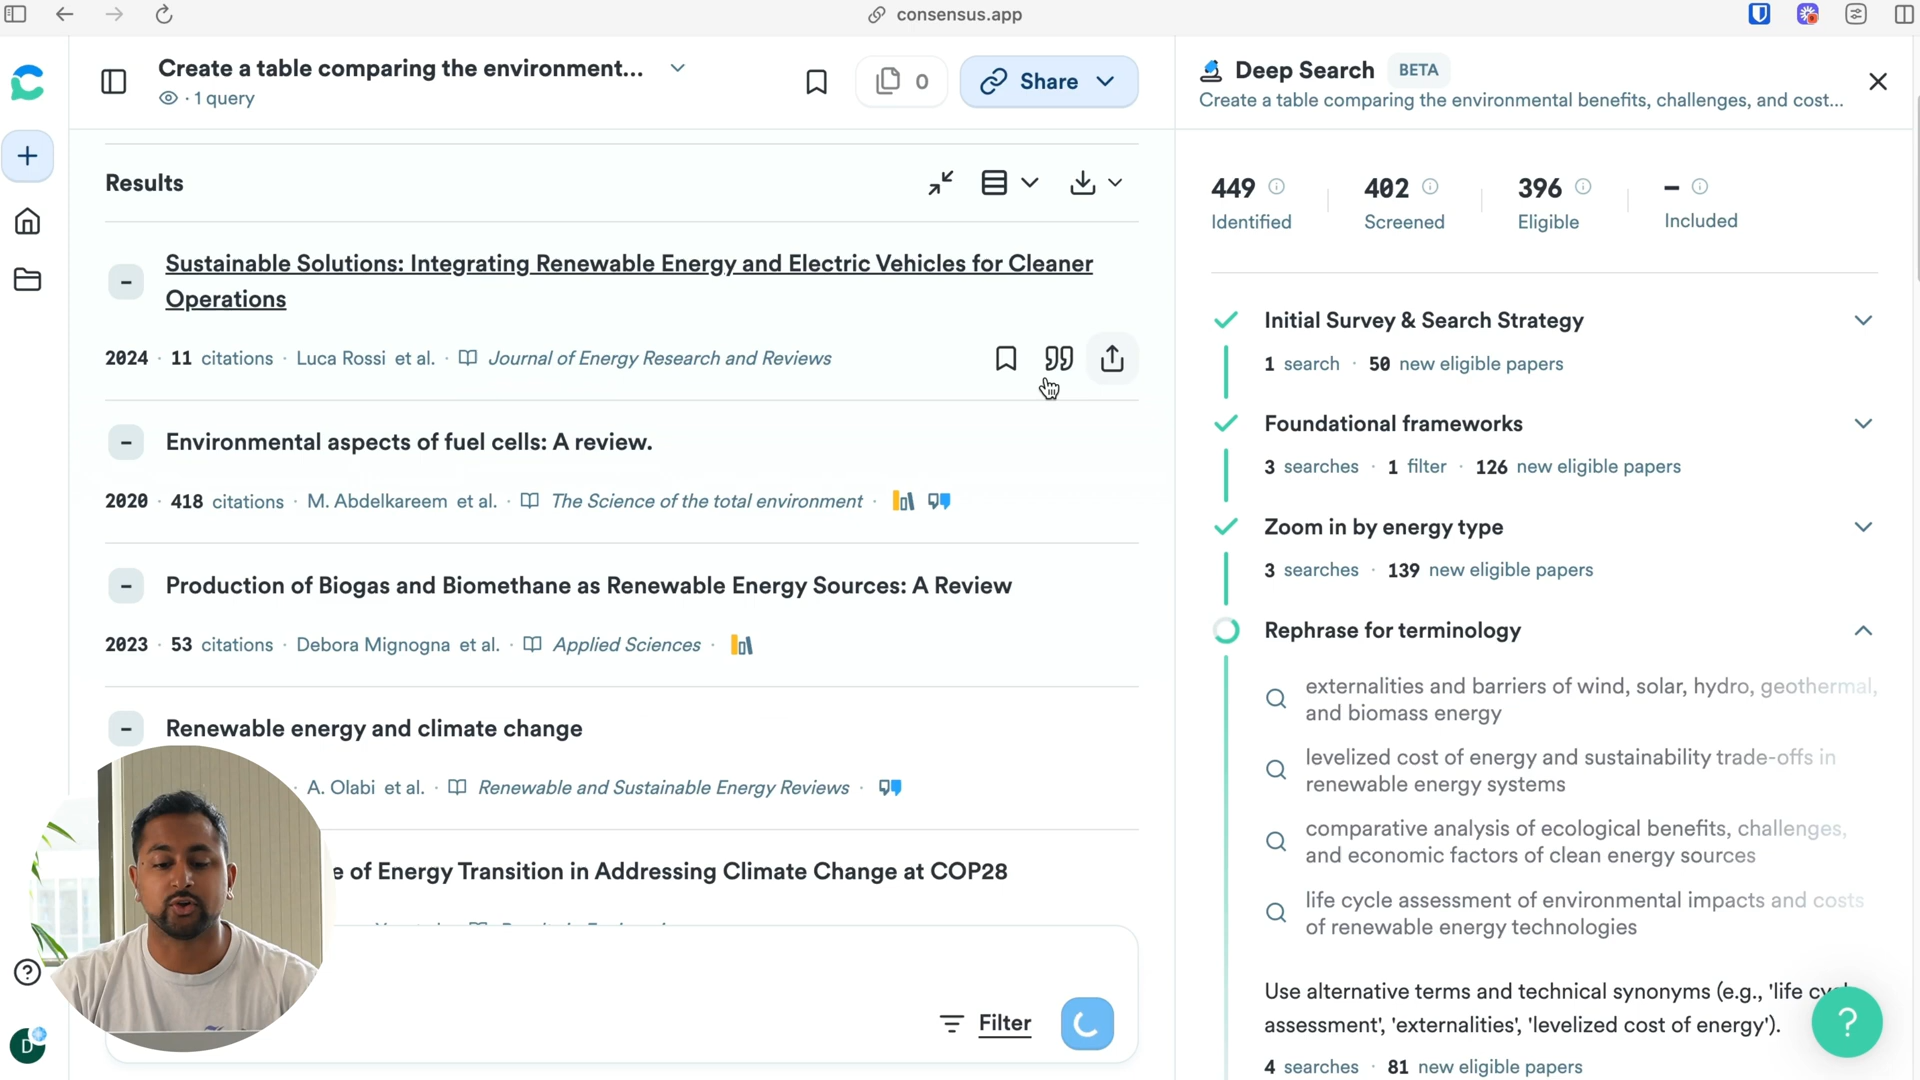 consensus.app
Create a table comparing the environment...
· 1 query
0
Share
Results
Sustainable Solutions: Integrating Renewable Energy and Electric Vehicles for Cleaner
Operations
2024 · 11 citations · Luca Rossi et al. · Journal of Energy Research and Reviews
Environmental aspects of fuel cells: A review.
2020 · 418 citations · M. Abdelkareem et al. · The Science of the total environment ·
Production of Biogas and Biomethane as Renewable Energy Sources: A Review
2023 · 53 citations · Debora Mignogna et al. · Applied Sciences ·
Renewable energy and climate change
· A. Olabi et al. · Renewable and Sustainable Energy Reviews ·
e of Energy Transition in Addressing Climate Change at COP28
Filter
D
Deep Search BETA
Create a table comparing the environmental benefits, challenges, and cost...
449 402 396 –
Identified Screened Eligible Included
Initial Survey & Search Strategy
1 search · 50 new eligible papers
Foundational frameworks
3 searches · 1 filter · 126 new eligible papers
Zoom in by energy type
3 searches · 139 new eligible papers
Rephrase for terminology
externalities and barriers of wind, solar, hydro, geothermal,
and biomass energy
levelized cost of energy and sustainability trade-offs in
renewable energy systems
comparative analysis of ecological benefits, challenges,
and economic factors of clean energy sources
life cycle assessment of environmental impacts and costs
of renewable energy technologies
Use alternative terms and technical synonyms (e.g., 'life cycle
assessment', 'externalities', 'levelized cost of energy').
4 searches · 81 new eligible papers
?